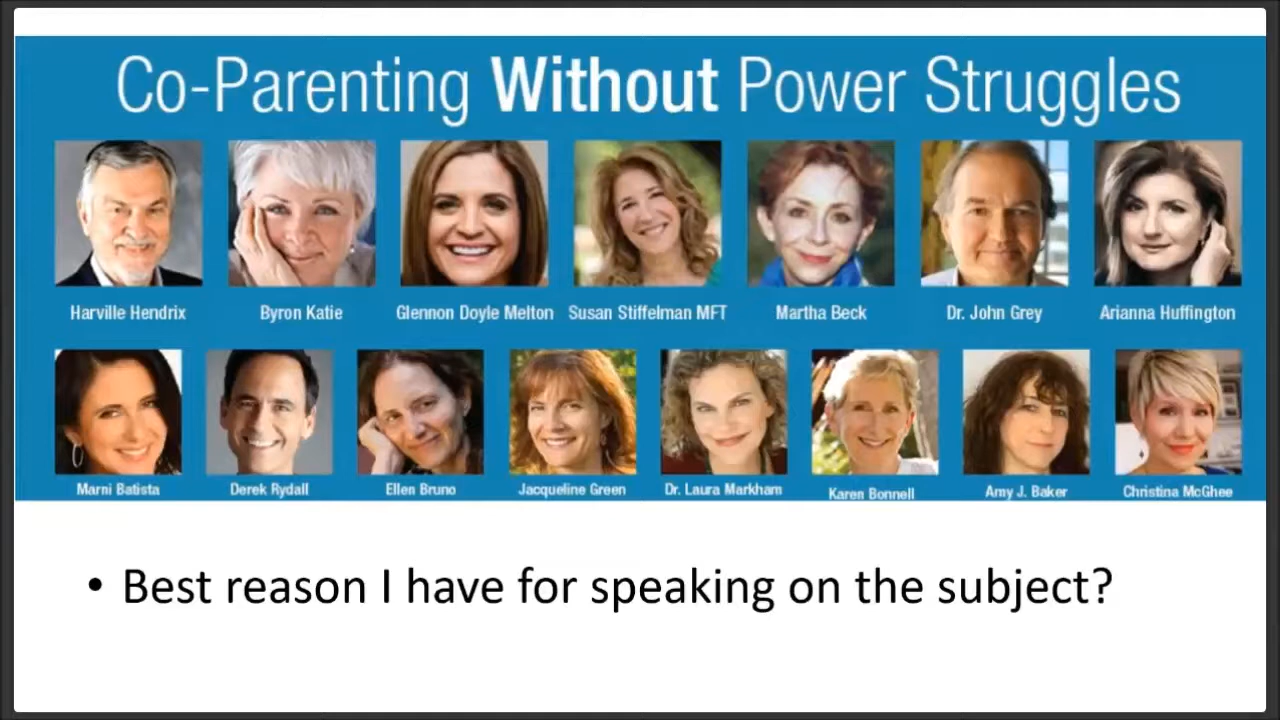 Co-Parenting Without Power Struggles
Harville Hendrix Byron Katie Glennon Doyle Melton Susan Stiffelman MFT Martha Beck Dr. John Grey Arianna Huffington
Marni Batista Derek Rydall Ellen Bruno Jacqueline Green Dr. Laura Markham Karen Bonnell Amy J. Baker Christina McGhee
• Best reason I have for speaking on the subject?